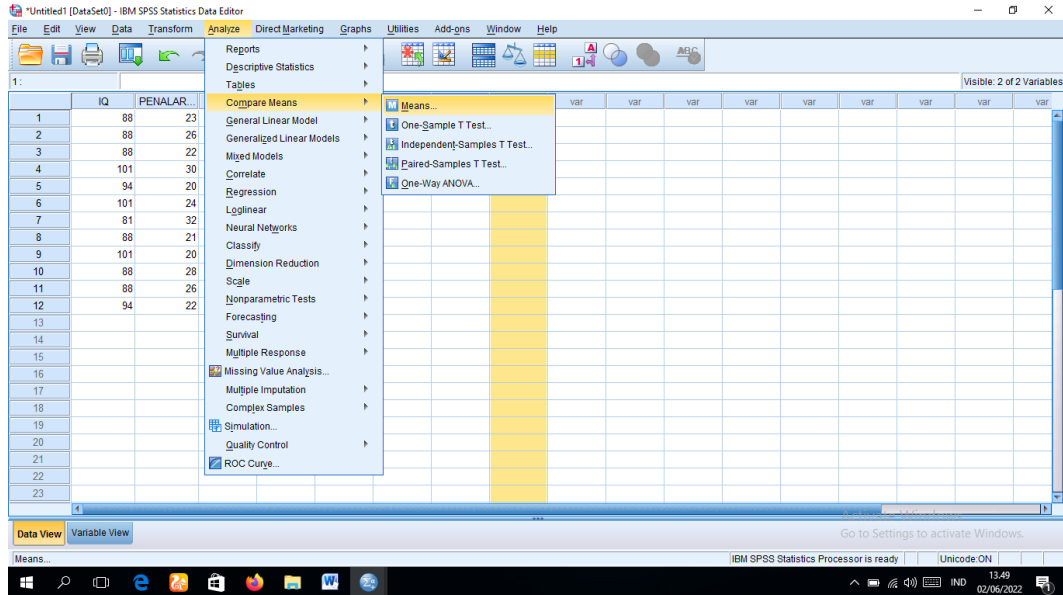 *Untitled1 [DataSet0] - IBM SPSS Statistics Data Editor
File Edit View Data Transform Analyze Direct Marketing Graphs Utilities Add-ons Window Help
1 :
Visible: 2 of 2 Variables
IQ PENALAR... var var var var var var var var var
1 88 23
2 88 26
3 88 22
4 101 30
5 94 20
6 101 24
7 81 32
8 88 21
9 101 20
10 88 28
11 88 26
12 94 22
13
14
15
16
17
18
19
20
21
22
23
Reports
Descriptive Statistics
Tables
Compare Means
General Linear Model
Generalized Linear Models
Mixed Models
Correlate
Regression
Loglinear
Neural Networks
Classify
Dimension Reduction
Scale
Nonparametric Tests
Forecasting
Survival
Multiple Response
Missing Value Analysis...
Multiple Imputation
Complex Samples
Simulation...
Quality Control
ROC Curve...
Means...
One-Sample T Test...
Independent-Samples T Test...
Paired-Samples T Test...
One-Way ANOVA...
Data View Variable View
Go to Settings to activate Windows.
Means...
IBM SPSS Statistics Processor is ready Unicode:ON
IND
13.49
02/06/2022